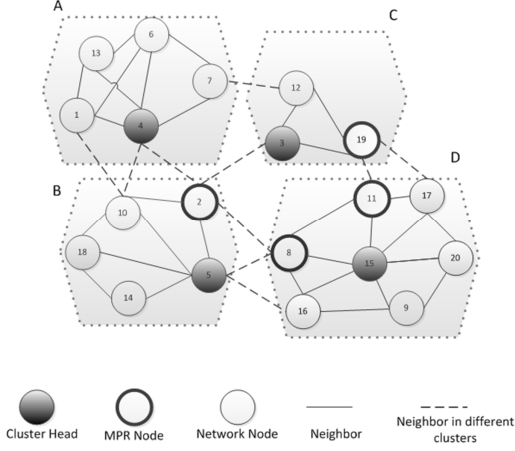 A
C
6
13
7
12
1
4
3
19
B
D
10
2
11
17
18
8
15
20
5
14
16
9
Cluster Head
MPR Node
Network Node
Neighbor
Neighbor in different
clusters